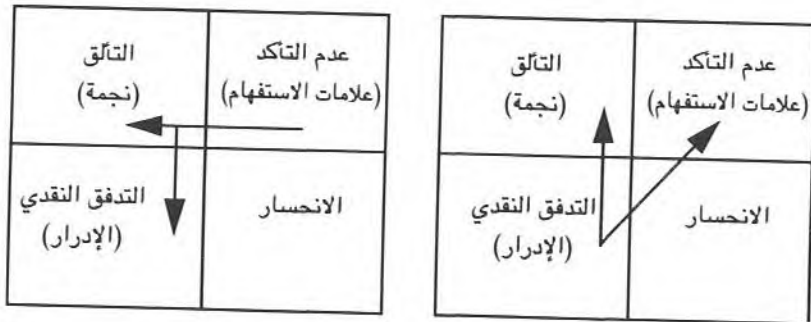 عدم التأكد
(علامات الاستفهام)
التألق
(نجمة)
الانحسار
التدفق النقدي
(الإدرار)
عدم التأكد
(علامات الاستفهام)
التألق
(نجمة)
الانحسار
التدفق النقدي
(الإدرار)